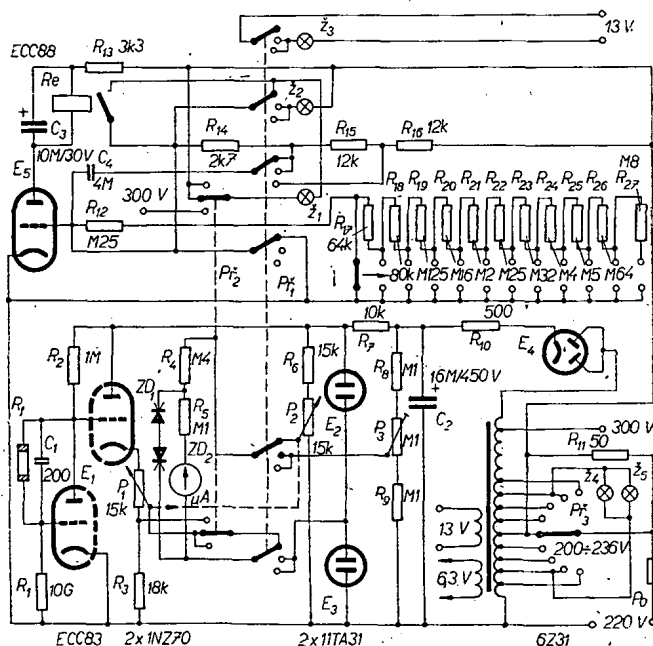 ž3
13 V
ECC88
R13 3k3
Re
ž2
C3
10M/30V
C4
4M
R14
2k7
R15
12k
R16 12k
E5
R12
M25
300 V
ž1
Př2
Př1
R17
64k
R18
R19
R20
R21
R22
R23
R24
R25
R26
M8
R27
80k
M125
M16
M2
M25
M32
M4
M5
M64
R2
1M
R4
M4
ZD1
R5
M1
ZD2
µA
R6
15k
P2
15k
E2
10k
R7
R8
M1
P3
M1
R9
M1
16M/450 V
C2
500
R10
E4
R1
C1
200
E1
P1
15k
R1
10G
R3
18k
E3
300 V
R11 50
ž4
ž5
Př3
200÷236V
13 V
6,3 V
Po
220 V
ECC83
2x1NZ70
2x11TA31
6Z31